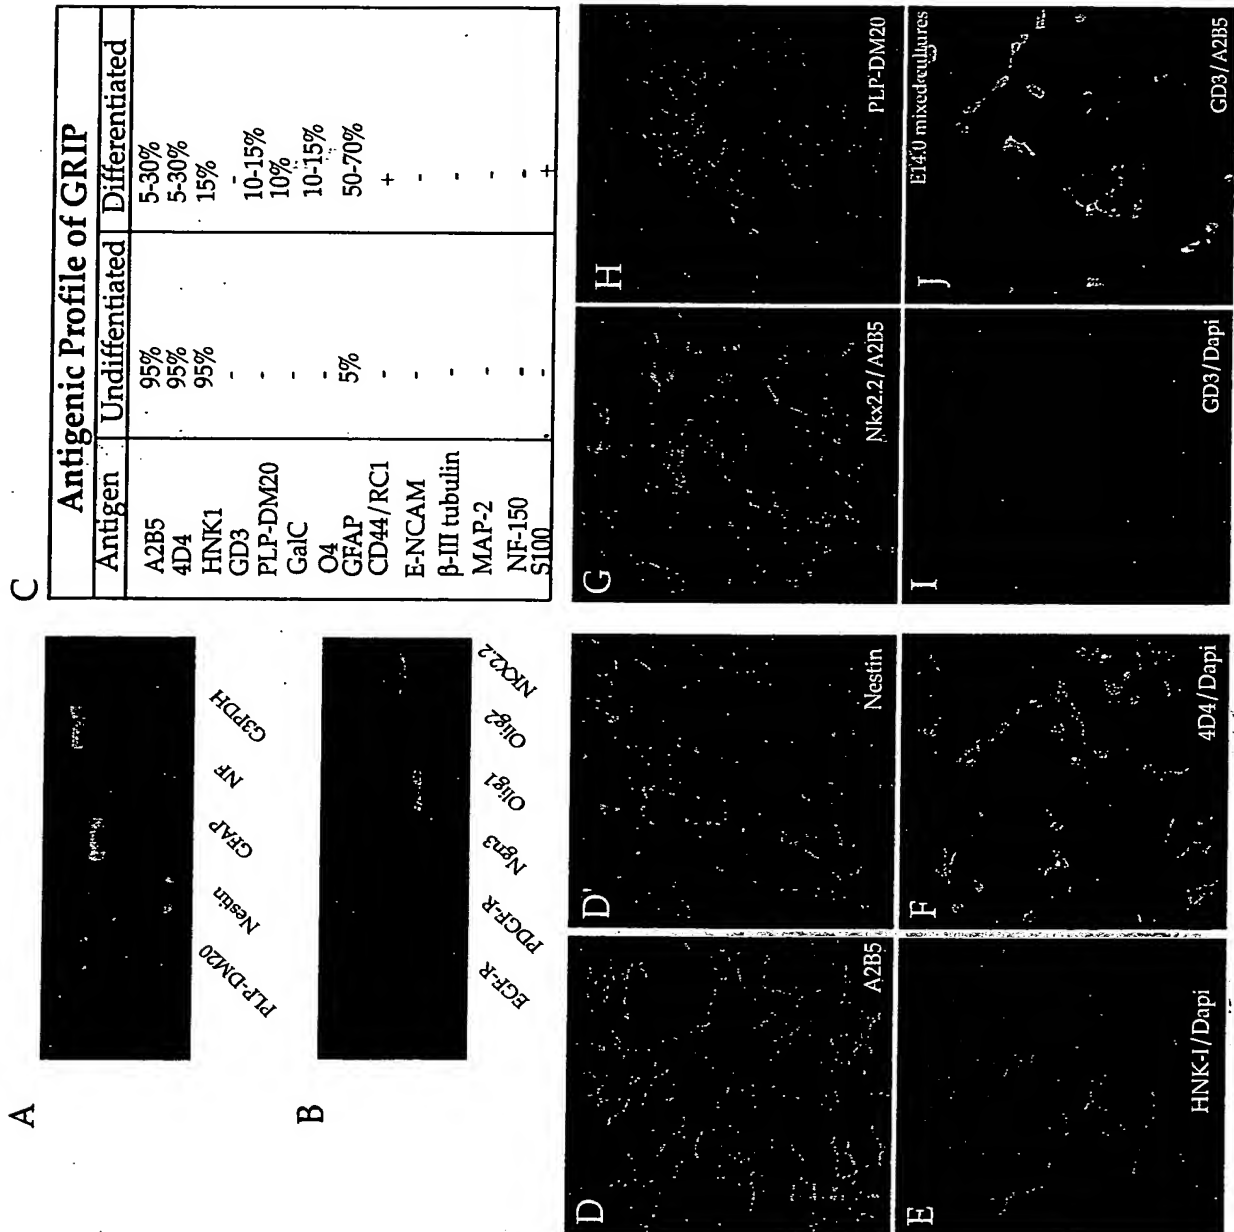 A
PLP-DM20 Nestin GFAP NF G3PDH
B
EGF-R PDGF-R Ngn3 Olig1 Olig2 NKX2.2
C
Antigenic Profile of GRIP
Antigen Undiffentiated Differentiated
A2B5 95% 5-30%
4D4 95% 5-30%
HNK1 95% 15%
GD3 - -
PLP-DM20 - 10-15%
GalC - 10%
O4 - 10-15%
GFAP 5% 50-70%
CD44/RC1 - +
E-NCAM - -
β-III tubulin - -
MAP-2 - -
NF-150 - -
S100 - +
D
A2B5
D'
Nestin
E
HNK-I/Dapi
F
4D4/Dapi
G
Nkx2.2/A2B5
H
PLP-DM20
I
GD3/Dapi
J
E14.0 mixed cultures
GD3/A2B5